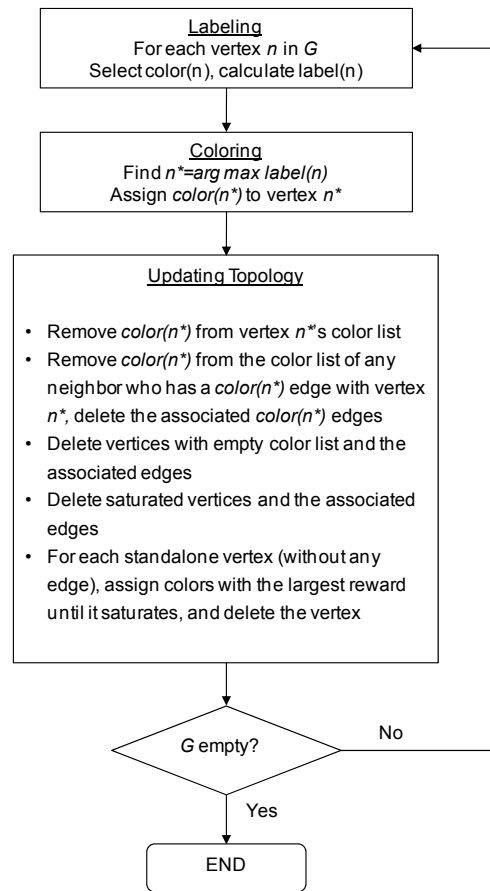 Labeling
For each vertex n in G
Select color(n), calculate label(n)
Coloring
Find n*=arg max label(n)
Assign color(n*) to vertex n*
Updating Topology
• Remove color(n*) from vertex n*'s color list
• Remove color(n*) from the color list of any
neighbor who has a color(n*) edge with vertex
n*, delete the associated color(n*) edges
• Delete vertices with empty color list and the
associated edges
• Delete saturated vertices and the associated
edges
• For each standalone vertex (without any
edge), assign colors with the largest reward
until it saturates, and delete the vertex
G empty?
No
Yes
END